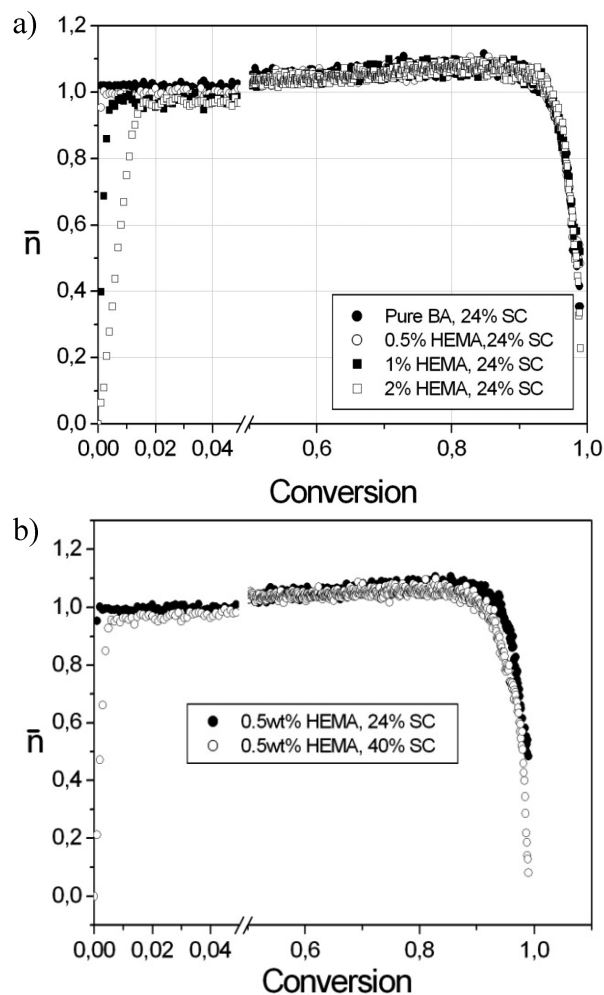 a)
1,2
1,0
0,8
0,6
0,4
0,2
0,0
n̄
Pure BA, 24% SC
0.5% HEMA,24% SC
1% HEMA, 24% SC
2% HEMA, 24% SC
0,00 0,02 0,04 0,6 0,8 1,0
Conversion
b)
1,2
1,0
0,8
0,6
0,4
0,2
0,0
n̄
0.5wt% HEMA, 24% SC
0.5wt% HEMA, 40% SC
0,00 0,02 0,04 0,6 0,8 1,0
Conversion